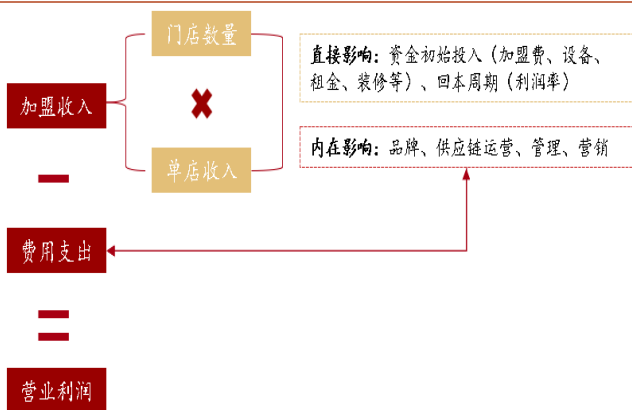 门店数量
直接影响：资金初始投入（加盟费、设备、
租金、装修等）、回本周期（利润率）
加盟收入
内在影响：品牌、供应链运营、管理、营销
单店收入
费用支出
营业利润